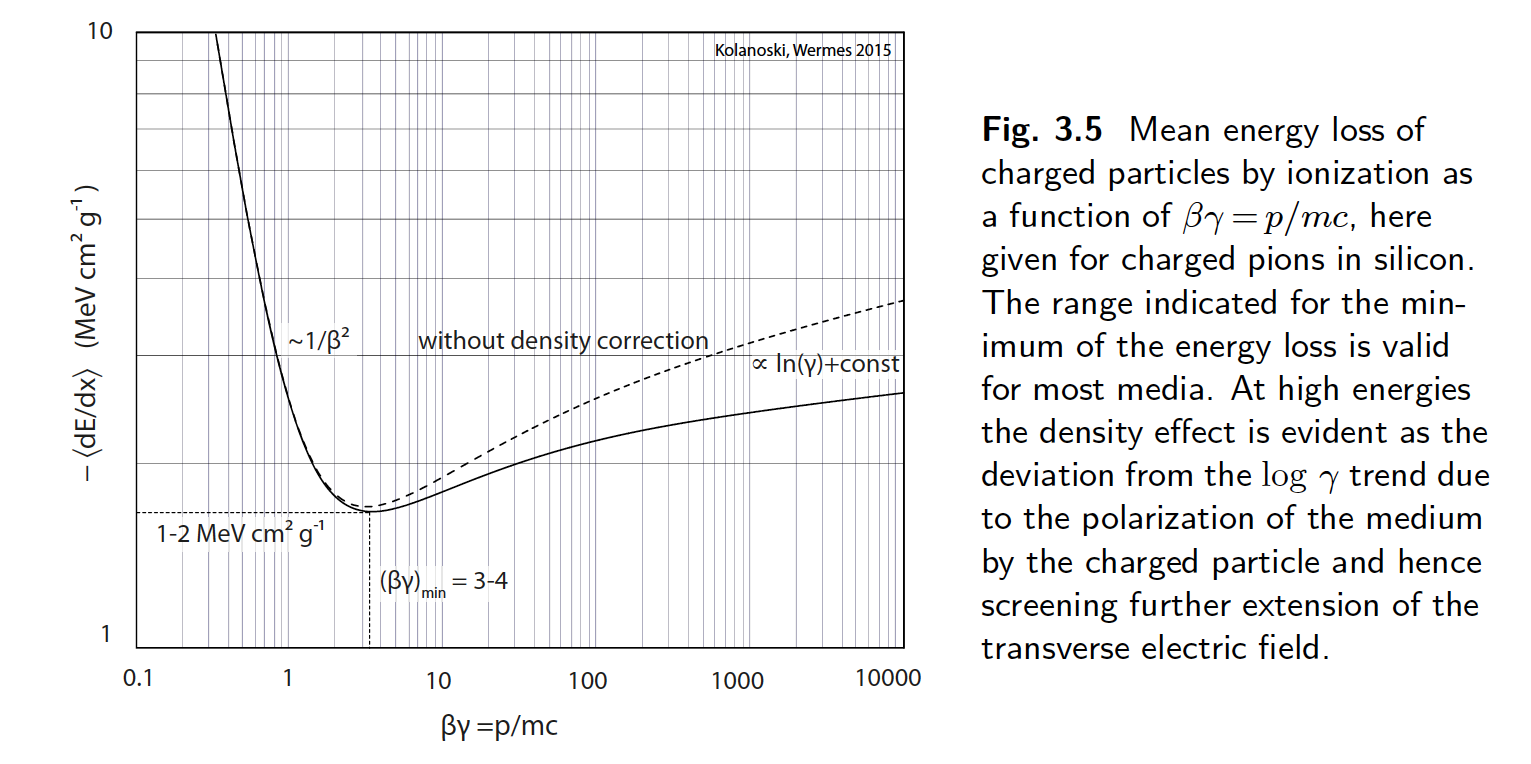 10
Kolanoski, Wermes 2015
− ⟨dE/dx⟩ (MeV cm² g⁻¹)
~1/β²
without density correction
∝ ln(γ)+const
1-2 MeV cm² g⁻¹
(βγ)min = 3-4
1
0.1 1 10 100 1000 10000
βγ =p/mc
Fig. 3.5 Mean energy loss of
charged particles by ionization as
a function of βγ = p/mc, here
given for charged pions in silicon.
The range indicated for the min-
imum of the energy loss is valid
for most media. At high energies
the density effect is evident as the
deviation from the log γ trend due
to the polarization of the medium
by the charged particle and hence
screening further extension of the
transverse electric field.